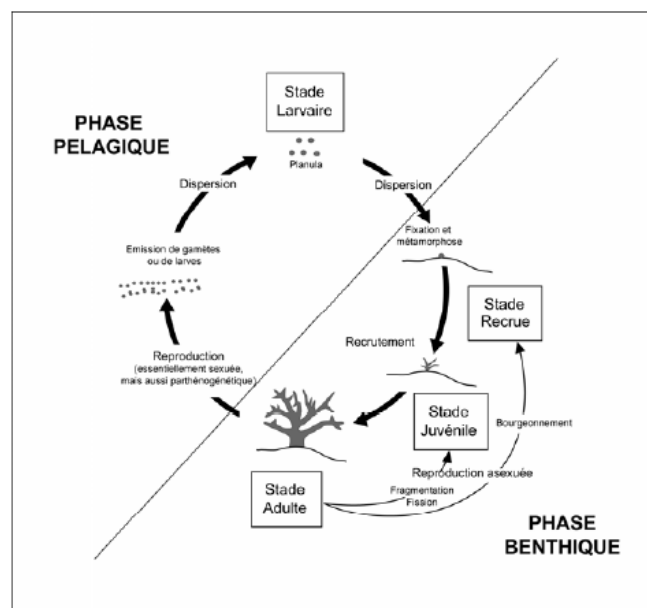 Stade
Larvaire
PHASE
PELAGIQUE
Planula
Dispersion
Dispersion
Fixation et
métamorphose
Emission de gamètes
ou de larves
Stade
Recrue
Recrutement
Reproduction
(essentiellement sexuée,
mais aussi parthénogénétique)
Stade
Juvénile
Bourgeonnement
Reproduction asexuée
Stade
Adulte
Fragmentation
Fission
PHASE
BENTHIQUE